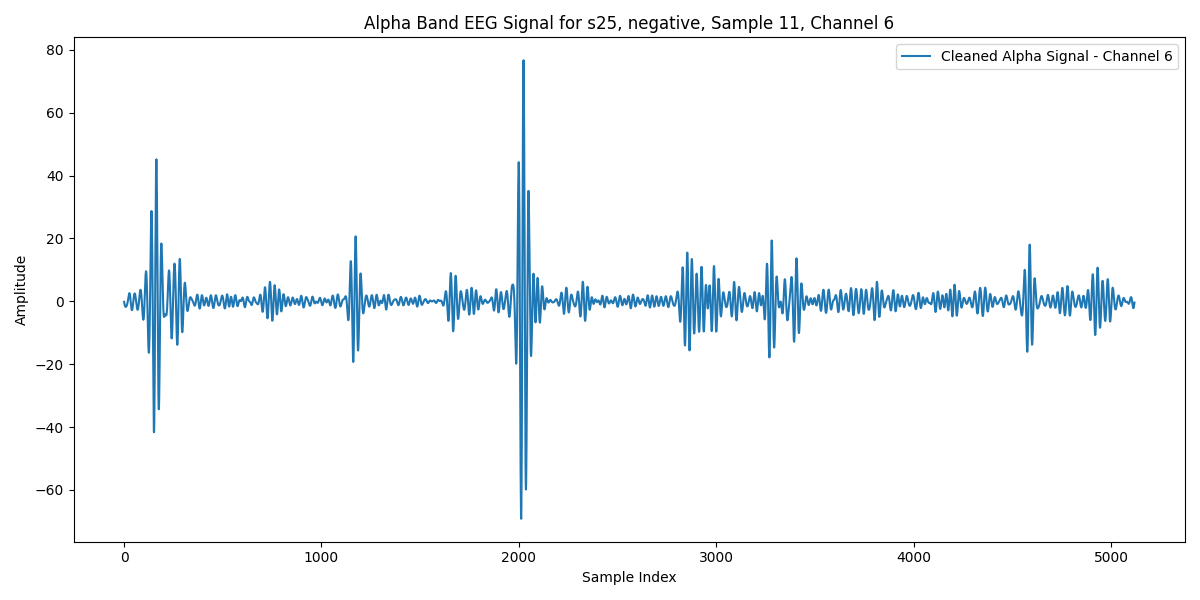 Alpha Band EEG Signal for s25, negative, Sample 11, Channel 6
Cleaned Alpha Signal - Channel 6
Amplitude
80
60
40
20
0
−20
−40
−60
0 1000 2000 3000 4000 5000
Sample Index